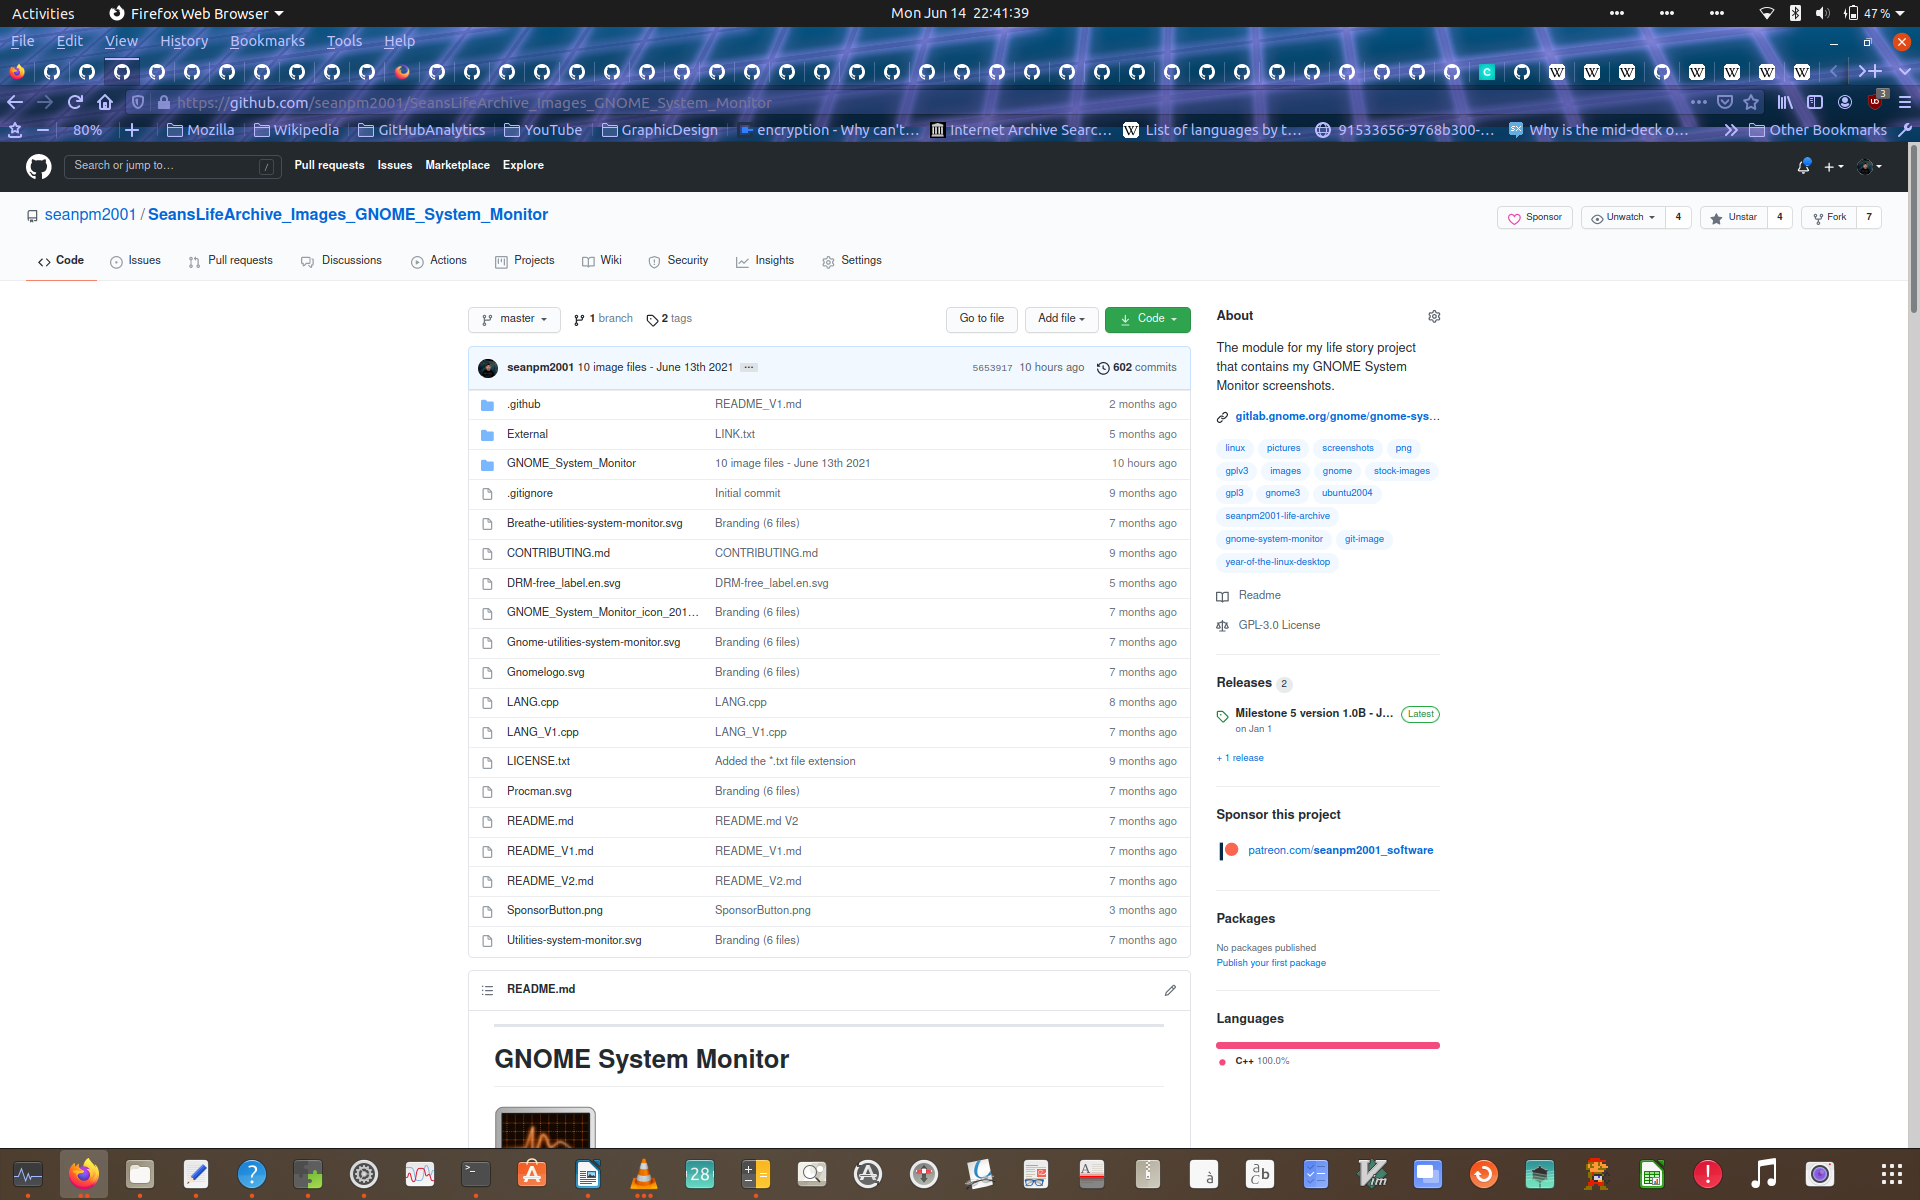 Activities Firefox Web Browser Mon Jun 14 22:41:39 47 %
File Edit View History Bookmarks Tools Help
https://github.com/seanpm2001/SeansLifeArchive_Images_GNOME_System_Monitor 3
80% Mozilla Wikipedia GitHubAnalytics YouTube GraphicDesign encryption - Why can't… Internet Archive Searc… List of languages by t… 91533656-9768b300-… Why is the mid-deck o… Other Bookmarks
Search or jump to… / Pull requests Issues Marketplace Explore
seanpm2001 / SeansLifeArchive_Images_GNOME_System_Monitor Sponsor Unwatch 4 Unstar 4 Fork 7
Code Issues Pull requests Discussions Actions Projects Wiki Security Insights Settings
master 1 branch 2 tags Go to file Add file Code
seanpm2001 10 image files - June 13th 2021 ... 5653917 10 hours ago 602 commits
.github README_V1.md 2 months ago
External LINK.txt 5 months ago
GNOME_System_Monitor 10 image files - June 13th 2021 10 hours ago
.gitignore Initial commit 9 months ago
Breathe-utilities-system-monitor.svg Branding (6 files) 7 months ago
CONTRIBUTING.md CONTRIBUTING.md 9 months ago
DRM-free_label.en.svg DRM-free_label.en.svg 5 months ago
GNOME_System_Monitor_icon_201… Branding (6 files) 7 months ago
Gnome-utilities-system-monitor.svg Branding (6 files) 7 months ago
Gnomelogo.svg Branding (6 files) 7 months ago
LANG.cpp LANG.cpp 8 months ago
LANG_V1.cpp LANG_V1.cpp 7 months ago
LICENSE.txt Added the *.txt file extension 9 months ago
Procman.svg Branding (6 files) 7 months ago
README.md README.md V2 7 months ago
README_V1.md README_V1.md 7 months ago
README_V2.md README_V2.md 7 months ago
SponsorButton.png SponsorButton.png 3 months ago
Utilities-system-monitor.svg Branding (6 files) 7 months ago
README.md
GNOME System Monitor
About
The module for my life story project
that contains my GNOME System
Monitor screenshots.
gitlab.gnome.org/gnome/gnome-sys…
linux pictures screenshots png
gplv3 images gnome stock-images
gpl3 gnome3 ubuntu2004
seanpm2001-life-archive
gnome-system-monitor git-image
year-of-the-linux-desktop
Readme
GPL-3.0 License
Releases 2
Milestone 5 version 1.0B - J… Latest
on Jan 1
+ 1 release
Sponsor this project
patreon.com/seanpm2001_software
Packages
No packages published
Publish your first package
Languages
C++ 100.0%
28